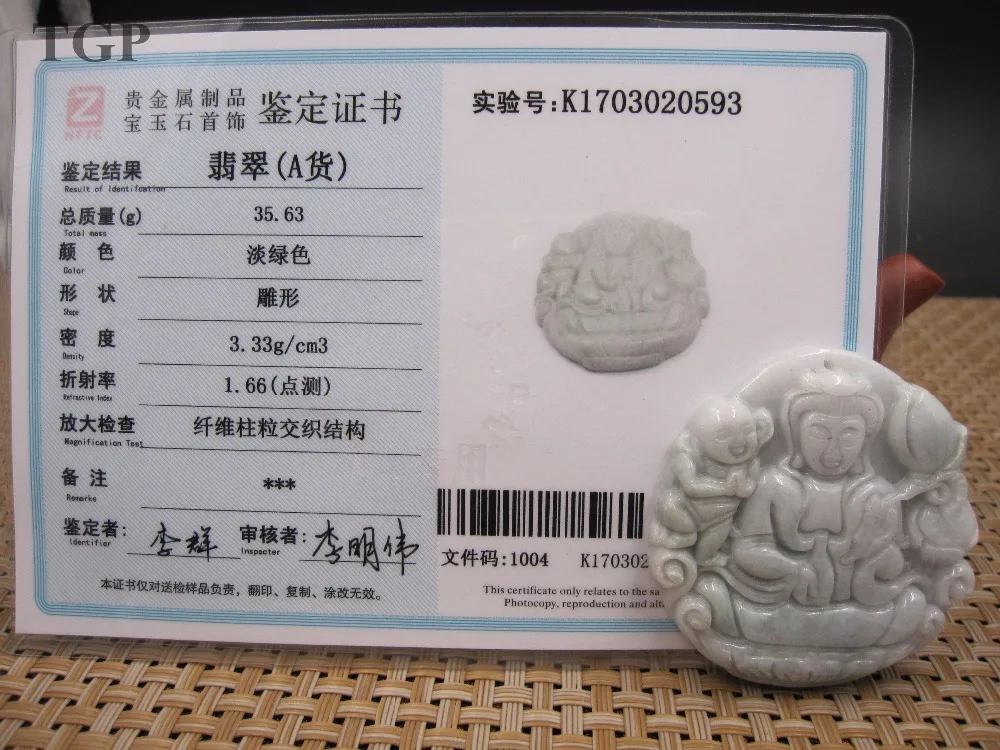 TGP
NFTC
贵金属制品
宝玉石首饰
鉴定证书
实验号:K1703020593
鉴定结果 翡翠(A货)
Result of Identifcation
总质量(g) 35.63
Total mass
颜 色 淡绿色
Color
形 状 雕形
Shape
密 度 3.33g/cm3
Density
折射率 1.66(点测)
Refractive Index
放大检查 纤维柱粒交织结构
Magnification Test
备 注 ***
Remarks
鉴定者: 李群 审核者: 李明伟
Identifier Inspecter
文件码:1004 K170302
本证书仅对送检样品负责，翻印、复制、涂改无效。
This certificate only relates to the sa
Photocopy, reproduction and alt